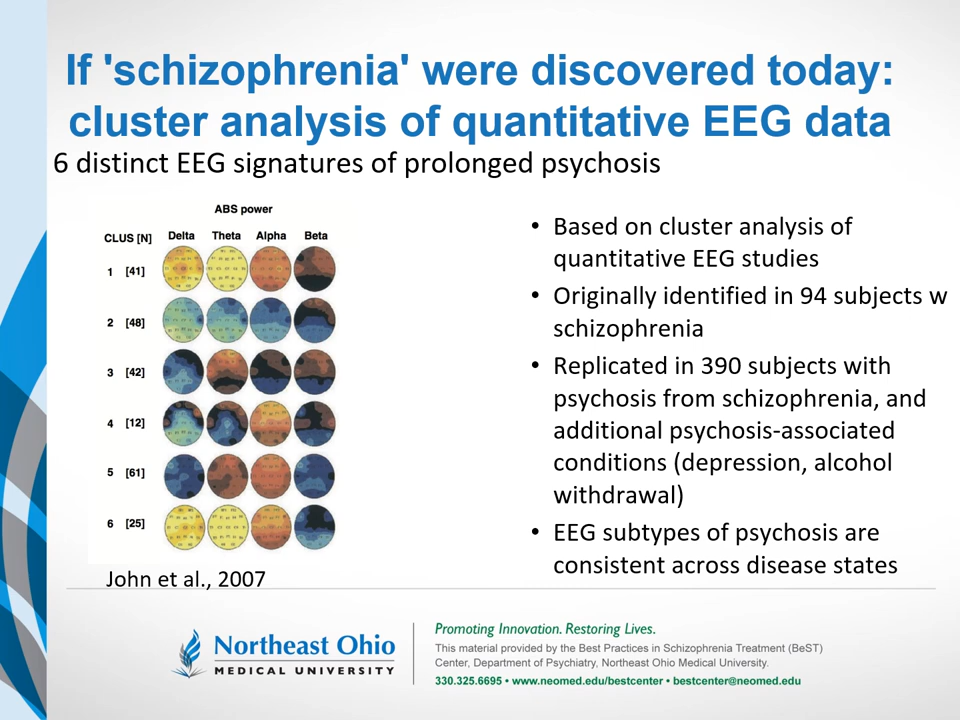 If 'schizophrenia' were discovered today:
cluster analysis of quantitative EEG data
6 distinct EEG signatures of prolonged psychosis
ABS power
CLUS [N] Delta Theta Alpha Beta
1 [41]
2 [48]
3 [42]
4 [12]
5 [61]
6 [25]
John et al., 2007
• Based on cluster analysis of
quantitative EEG studies
• Originally identified in 94 subjects w
schizophrenia
• Replicated in 390 subjects with
psychosis from schizophrenia, and
additional psychosis-associated
conditions (depression, alcohol
withdrawal)
• EEG subtypes of psychosis are
consistent across disease states
Northeast Ohio
MEDICAL UNIVERSITY
Promoting Innovation. Restoring Lives.
This material provided by the Best Practices in Schizophrenia Treatment (BeST)
Center, Department of Psychiatry, Northeast Ohio Medical University.
330.325.6695 • www.neomed.edu/bestcenter • bestcenter@neomed.edu